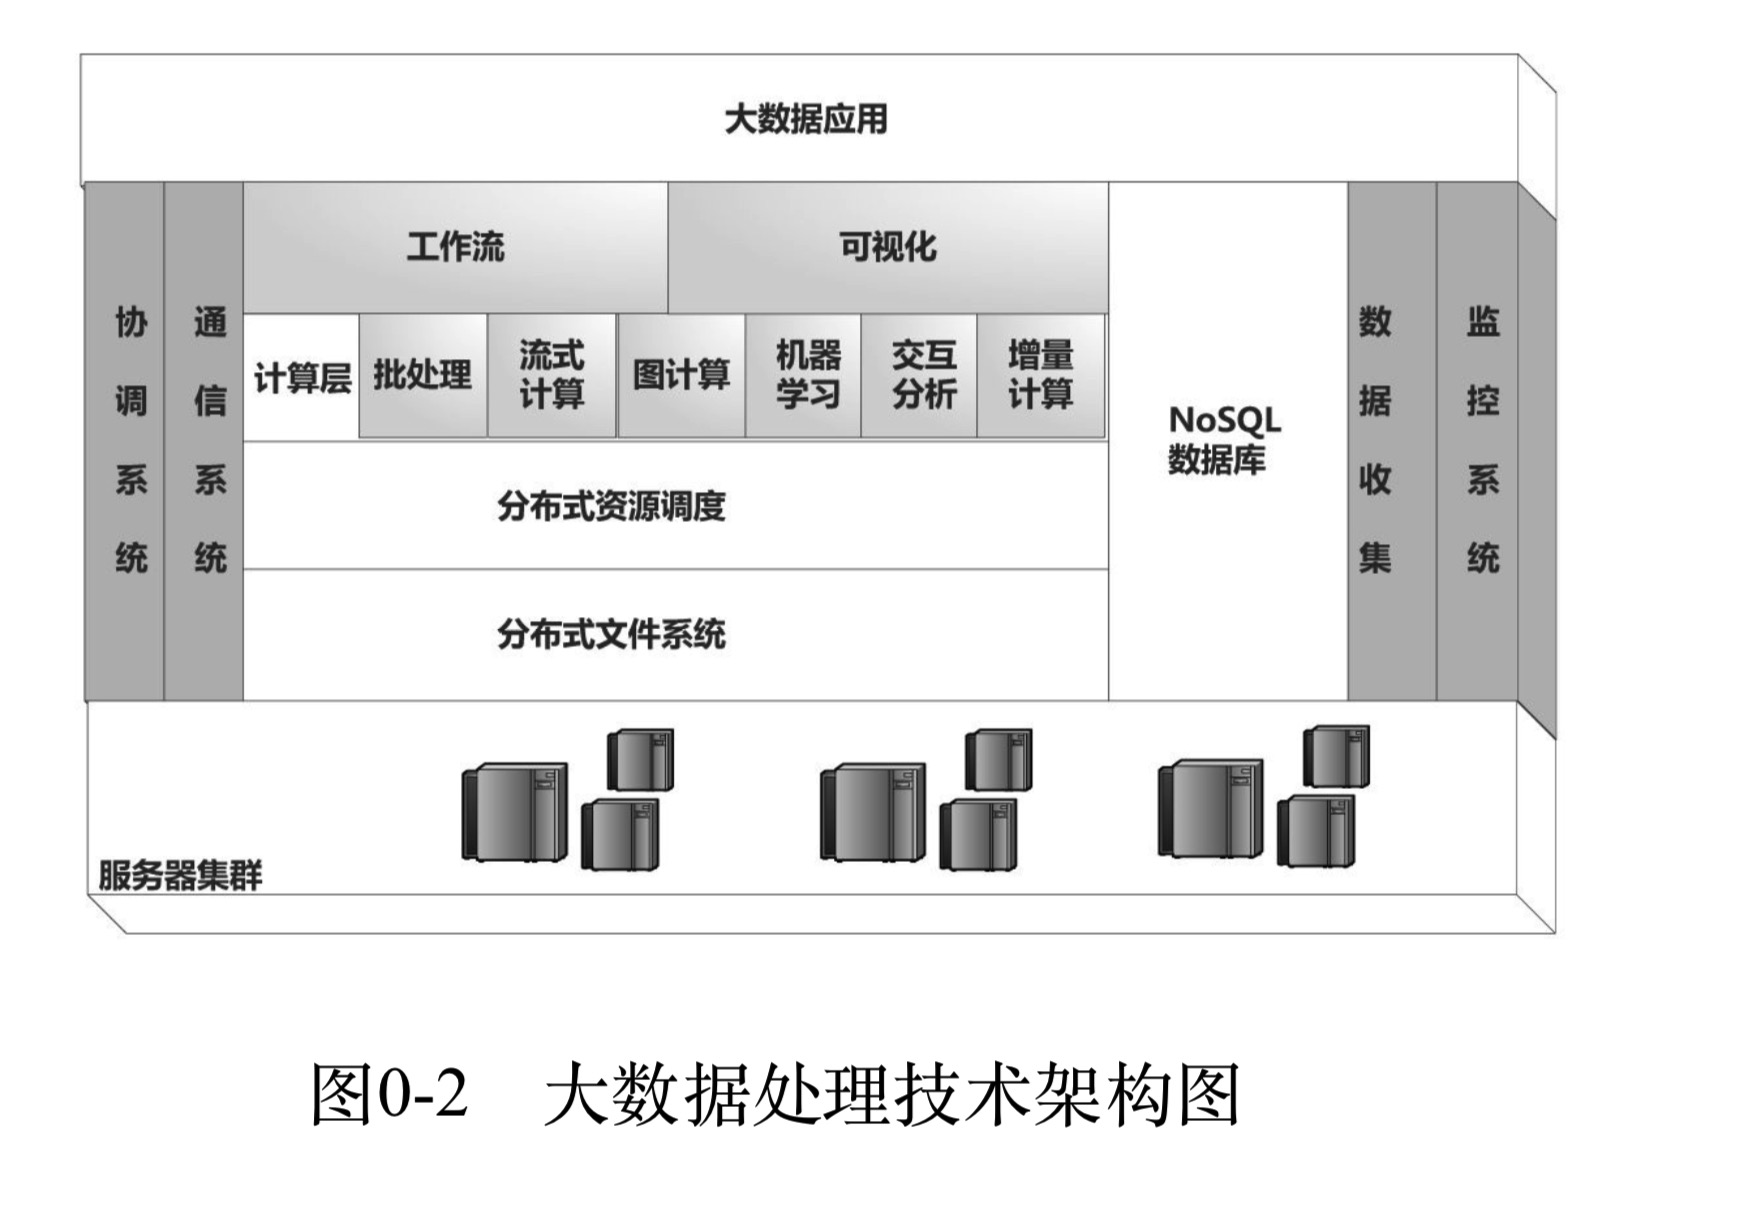 大数据应用
协调系统
通信系统
工作流
可视化
计算层
批处理
流式
计算
图计算
机器
学习
交互
分析
增量
计算
分布式资源调度
分布式文件系统
NoSQL
数据库
数据收集
监控系统
服务器集群
图0-2 大数据处理技术架构图